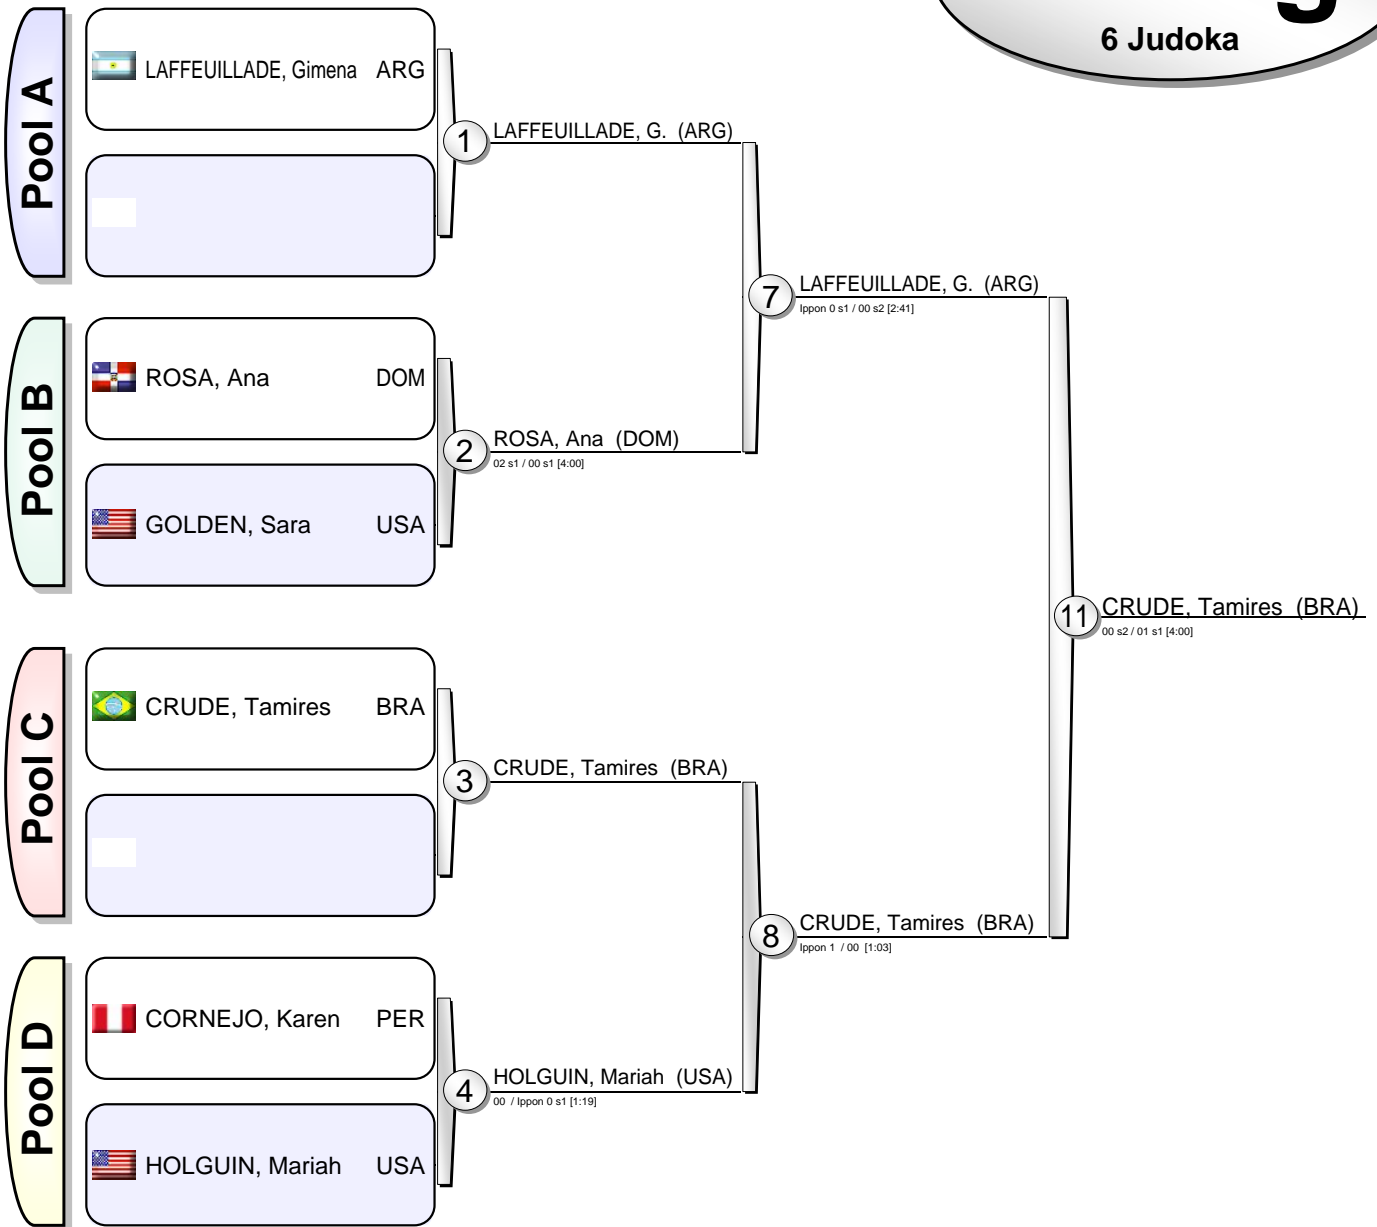 6 Judoka
Pool A
LAFFEUILLADE, Gimena ARG
1 LAFFEUILLADE, G. (ARG)
7 LAFFEUILLADE, G. (ARG)
Ippon 0 s1 / 00 s2 [2:41]
Pool B
ROSA, Ana DOM
2 ROSA, Ana (DOM)
02 s1 / 00 s1 [4:00]
GOLDEN, Sara USA
11 CRUDE, Tamires (BRA)
00 s2 / 01 s1 [4:00]
Pool C
CRUDE, Tamires BRA
3 CRUDE, Tamires (BRA)
8 CRUDE, Tamires (BRA)
Ippon 1 / 00 [1:03]
Pool D
CORNEJO, Karen PER
4 HOLGUIN, Mariah (USA)
00 / Ippon 0 s1 [1:19]
HOLGUIN, Mariah USA